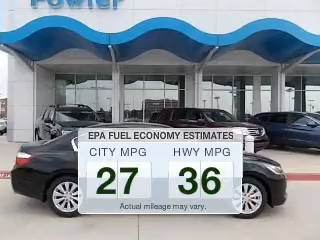 Fowler
EPA FUEL ECONOMY ESTIMATES
CITY MPG HWY MPG
27 36
Actual mileage may vary.